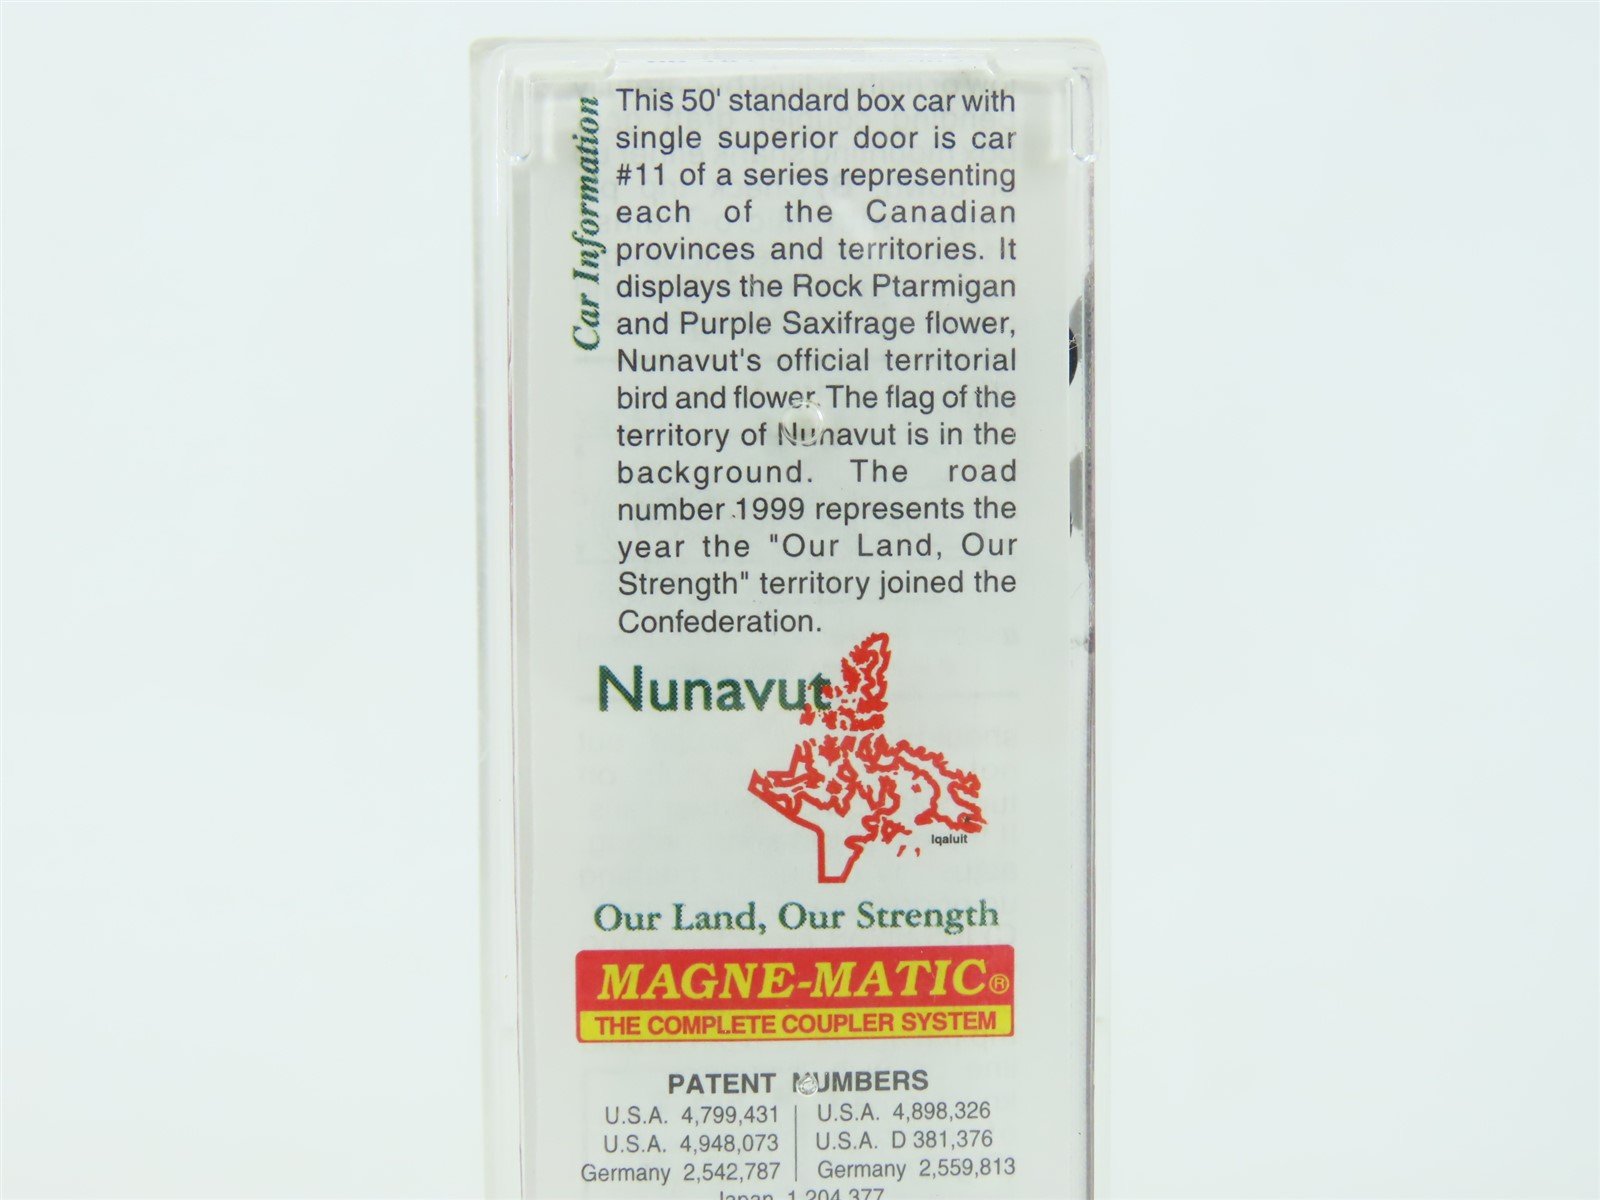 Car Information
This 50' standard box car with
single superior door is car
#11 of a series representing
each of the Canadian
provinces and territories. It
displays the Rock Ptarmigan
and Purple Saxifrage flower,
Nunavut's official territorial
bird and flower. The flag of the
territory of Nunavut is in the
background. The road
number 1999 represents the
year the "Our Land, Our
Strength" territory joined the
Confederation.
Nunavut
Iqaluit
Our Land, Our Strength
MAGNE-MATIC®
THE COMPLETE COUPLER SYSTEM
PATENT NUMBERS
U.S.A. 4,799,431 | U.S.A. 4,898,326
U.S.A. 4,948,073 | U.S.A. D 381,376
Germany 2,542,787 | Germany 2,559,813
Japan 1,204,377